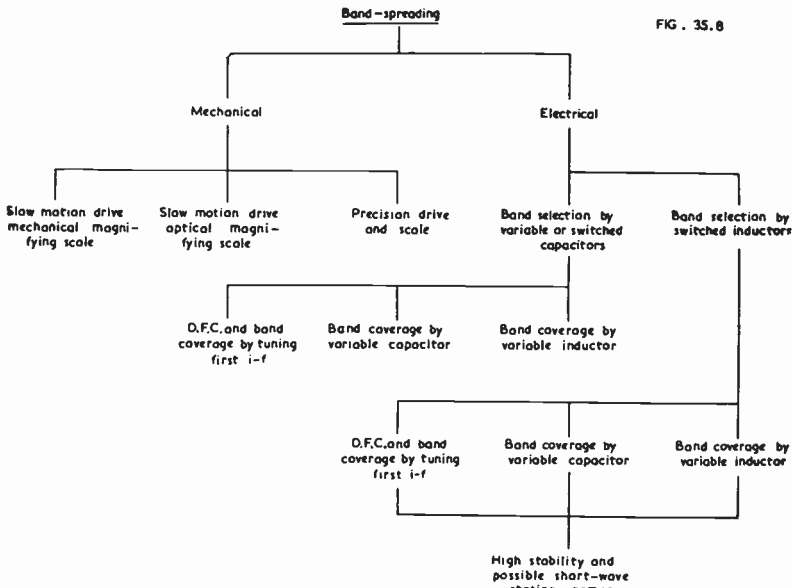 Band-spreading
FIG. 35.8
Mechanical
Electrical
Slow motion drive
mechanical magni-
fying scale
Slow motion drive
optical magni-
fying scale
Precision drive
and scale
Band selection by
variable or switched
capacitors
Band selection by
switched inductors
D.F.C. and band
coverage by tuning
first i-f
Band coverage by
variable capacitor
Band coverage by
variable inductor
D.F.C. and band
coverage by tuning
first i-f
Band coverage by
variable capacitor
Band coverage by
variable inductor
High stability and
possible short-wave